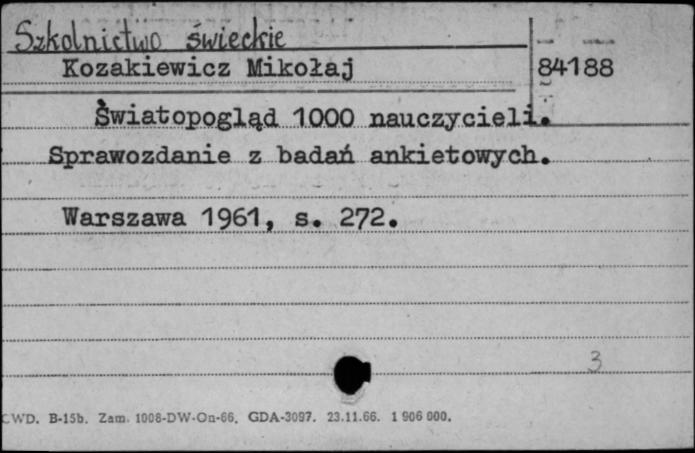 Szkolnictwo świeckie
Kozakiewicz Mikołaj 84188
Światopogląd 1000 nauczycieli.
Sprawozdanie z badań ankietowych.
Warszawa 1961, s. 272.
3
CWD. B-15b. Zam. 1008-DW-On-66. GDA-3097. 23.11.66. 1 906 000.